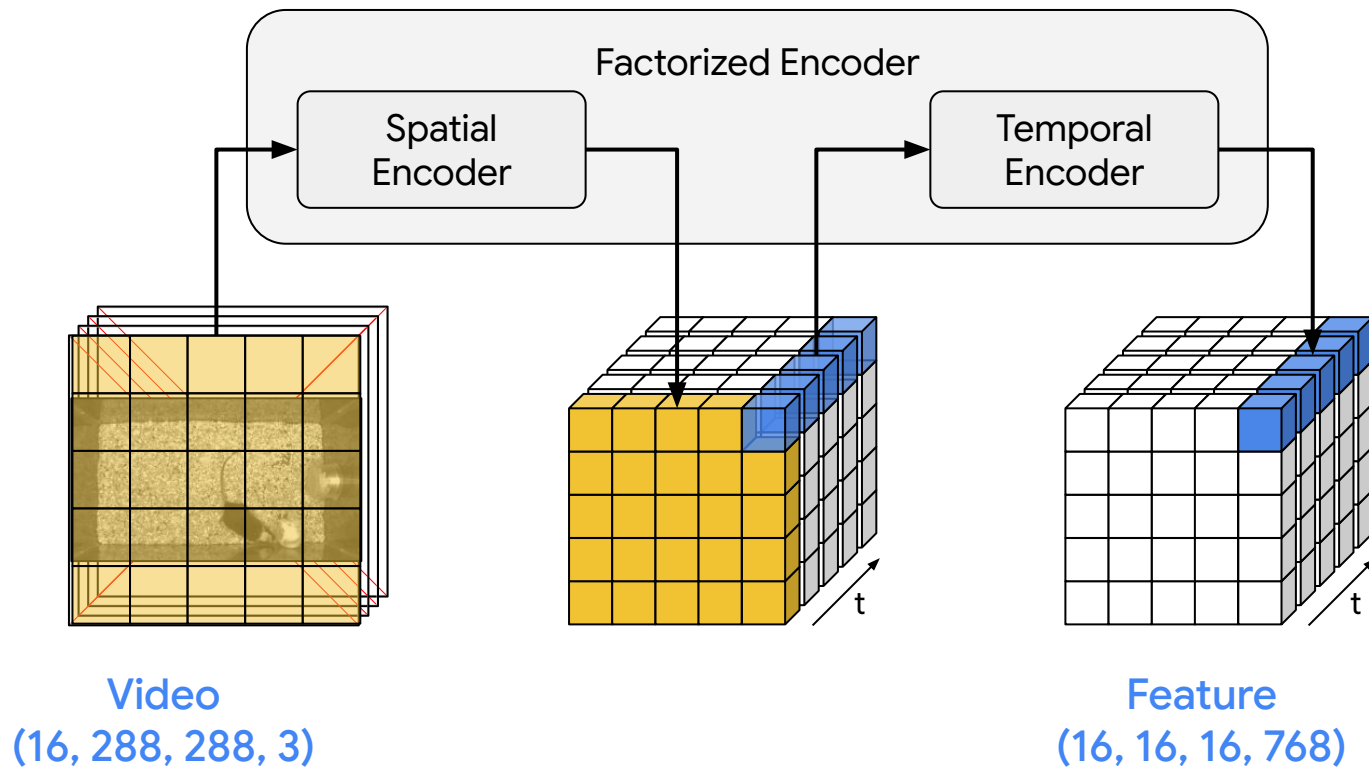 Factorized Encoder
Spatial
Encoder
Temporal
Encoder
t
t
Video
(16, 288, 288, 3)
Feature
(16, 16, 16, 768)